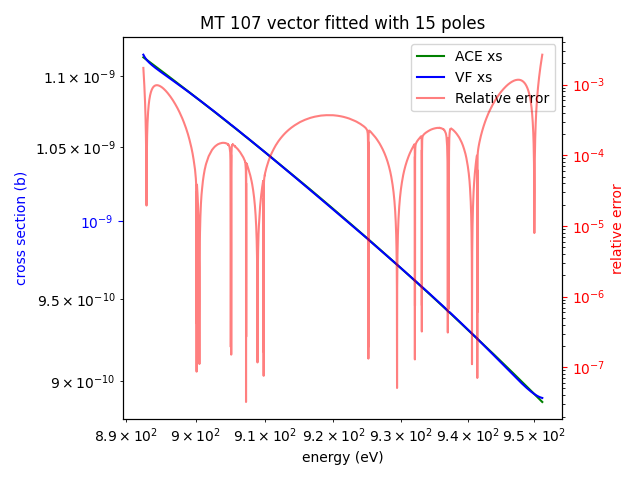 MT 107 vector fitted with 15 poles
ACE xs
VF xs
Relative error
1.1 × 10⁻⁹
1.05 × 10⁻⁹
10⁻⁹
9.5 × 10⁻¹⁰
9 × 10⁻¹⁰
cross section (b)
10⁻³
10⁻⁴
10⁻⁵
10⁻⁶
10⁻⁷
relative error
8.9 × 10² 9 × 10² 9.1 × 10² 9.2 × 10² 9.3 × 10² 9.4 × 10² 9.5 × 10²
energy (eV)